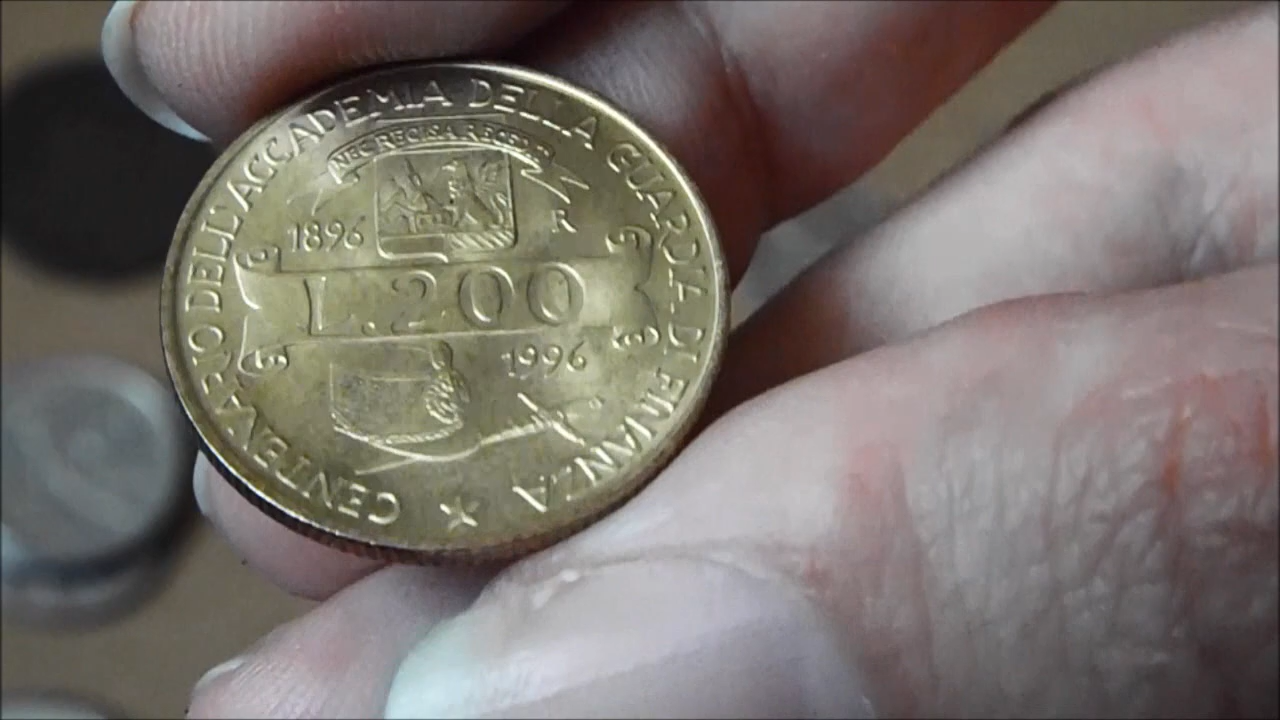 CENTENARIO DELL'ACCADEMIA DELLA GUARDIA DI FINANZA
NEC RECISA RECEDIT
1896
R
L.200
1996